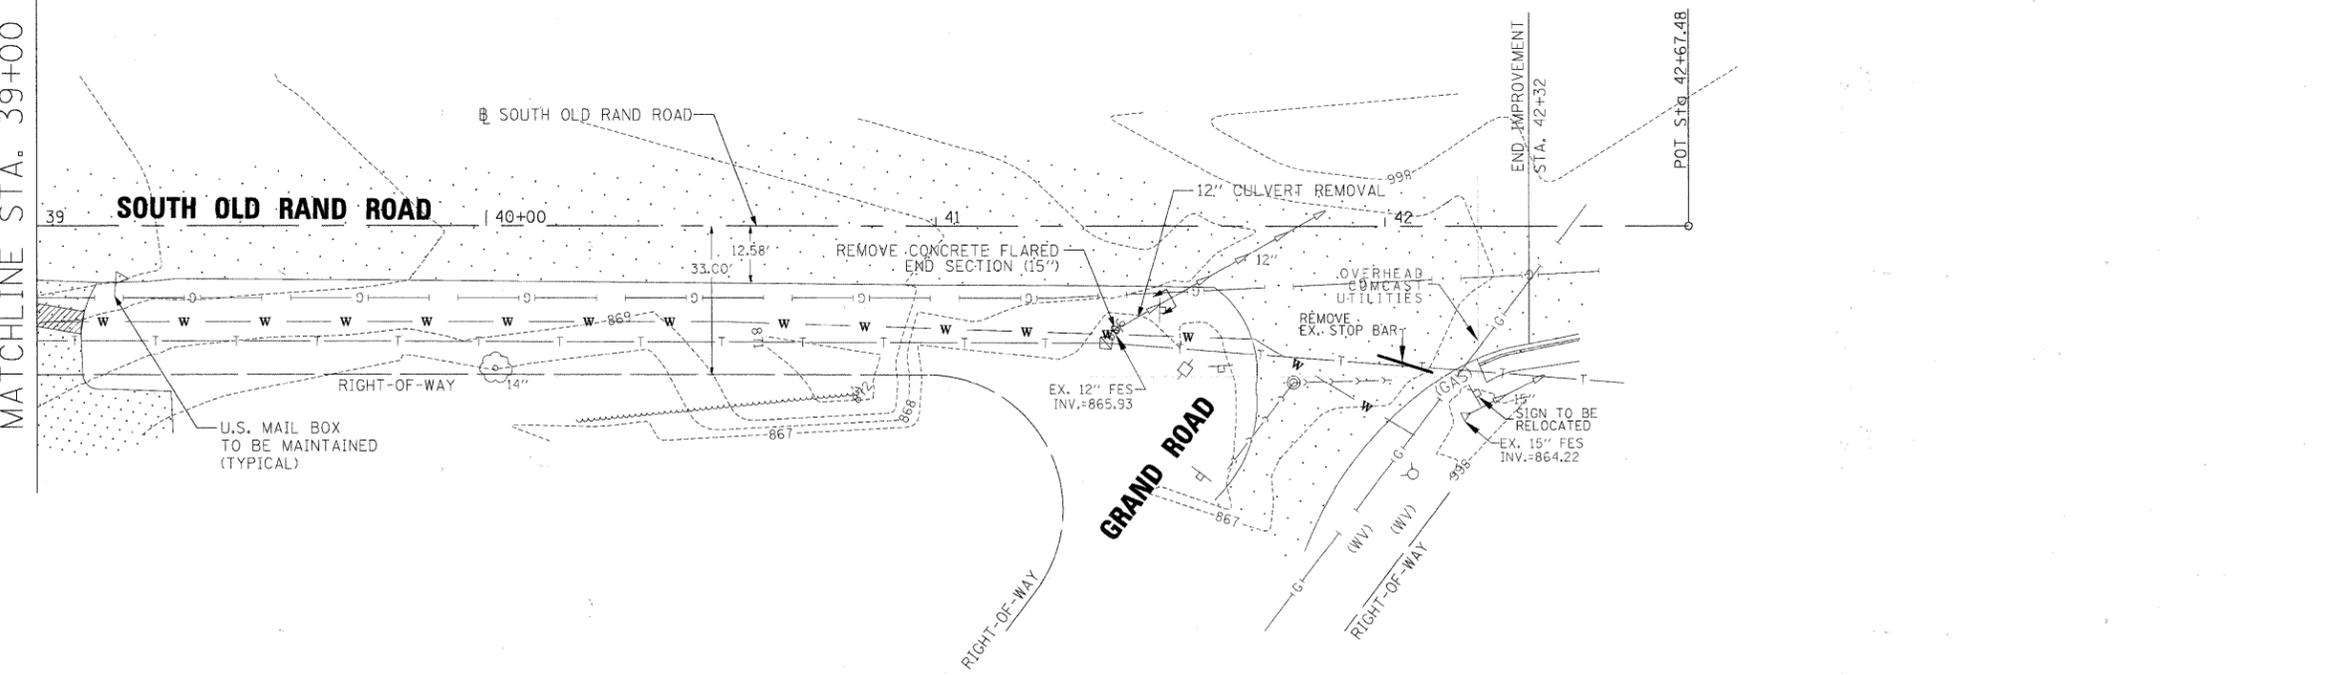 MATCHLINE STA. 39+00
℄ SOUTH OLD RAND ROAD
SOUTH OLD RAND ROAD
39
40+00
41
42
END IMPROVEMENT
STA. 42+32
POT Sta 42+67.48
998
12" CULVERT REMOVAL
REMOVE CONCRETE FLARED
END SECTION (15")
12.58'
33.00'
12"
OVERHEAD
COMCAST
UTILITIES
REMOVE
EX. STOP BAR
869
W W W W W W W W W W W W W W W W W
RIGHT-OF-WAY
14"
U.S. MAIL BOX
TO BE MAINTAINED
(TYPICAL)
867
868
EX. 12" FES
INV.=865.93
GRAND ROAD
867
(GAS)
15"
SIGN TO BE
RELOCATED
EX. 15" FES
INV.=864.22
998
(WV) (WV)
RIGHT-OF-WAY
RIGHT-OF-WAY